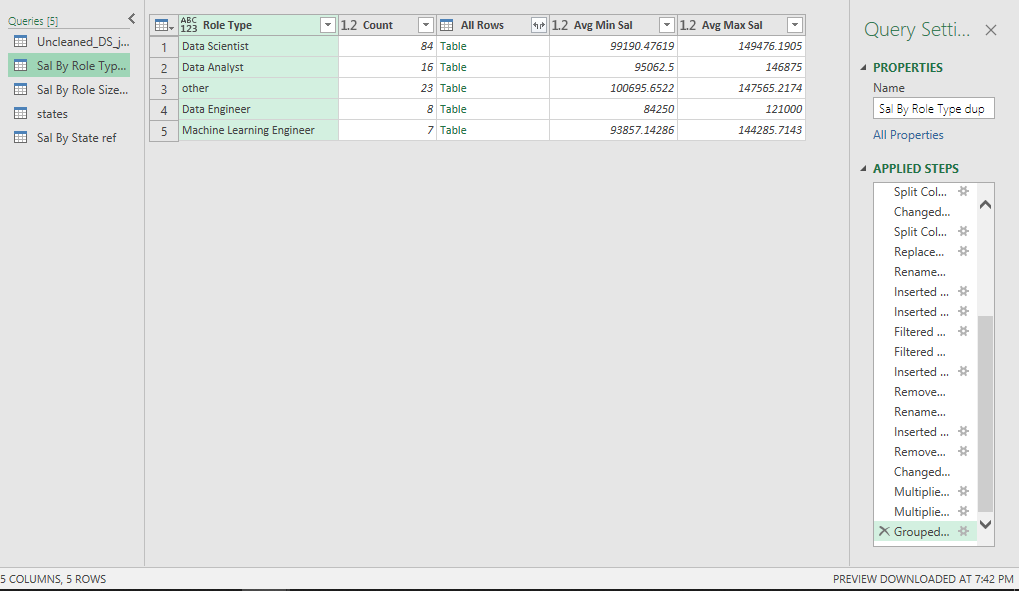 Queries [5]
Uncleaned_DS_j...
Sal By Role Typ...
Sal By Role Size...
states
Sal By State ref
ABC 123 Role Type 1.2 Count All Rows 1.2 Avg Min Sal 1.2 Avg Max Sal
1 Data Scientist 84 Table 99190.47619 149476.1905
2 Data Analyst 16 Table 95062.5 146875
3 other 23 Table 100695.6522 147565.2174
4 Data Engineer 8 Table 84250 121000
5 Machine Learning Engineer 7 Table 93857.14286 144285.7143
Query Setti...
PROPERTIES
Name
Sal By Role Type dup
All Properties
APPLIED STEPS
Split Col...
Changed...
Split Col...
Replace...
Rename...
Inserted ...
Inserted ...
Filtered ...
Filtered ...
Inserted ...
Remove...
Rename...
Inserted ...
Remove...
Changed...
Multiplie...
Multiplie...
Grouped...
5 COLUMNS, 5 ROWS
PREVIEW DOWNLOADED AT 7:42 PM